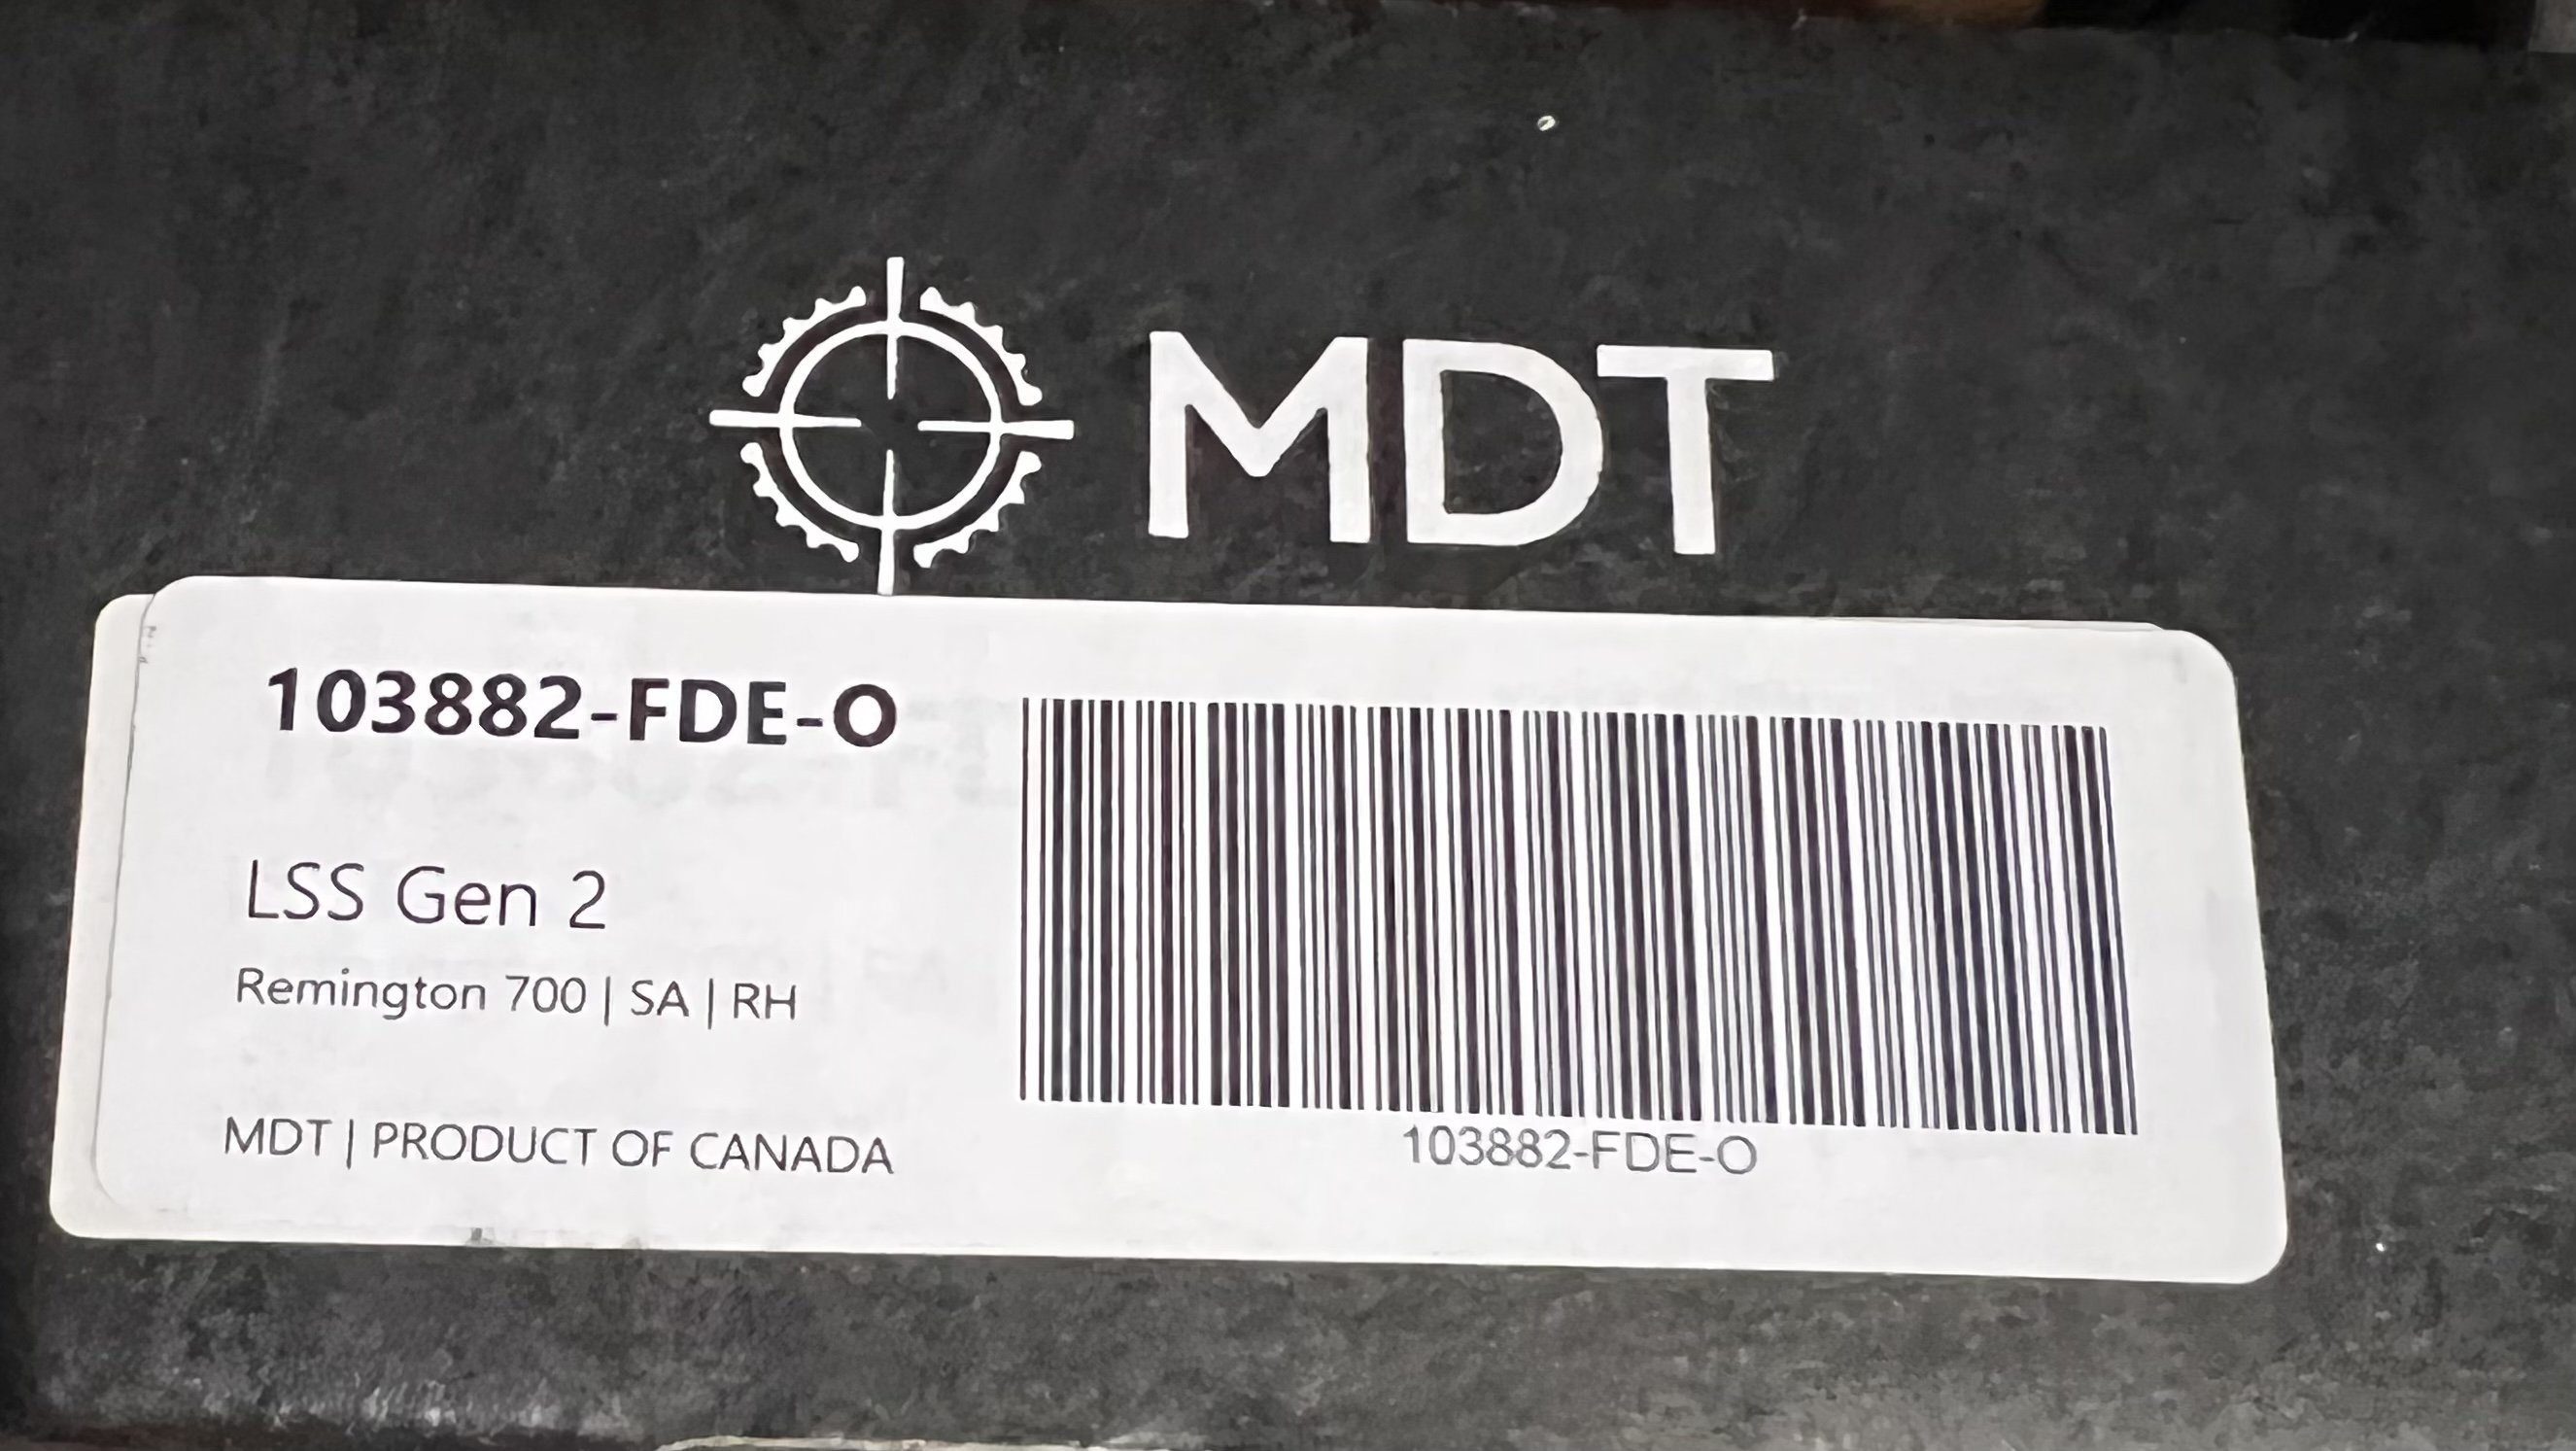 MDT
103882-FDE-O
LSS Gen 2
Remington 700 | SA | RH
MDT | PRODUCT OF CANADA
103882-FDE-O